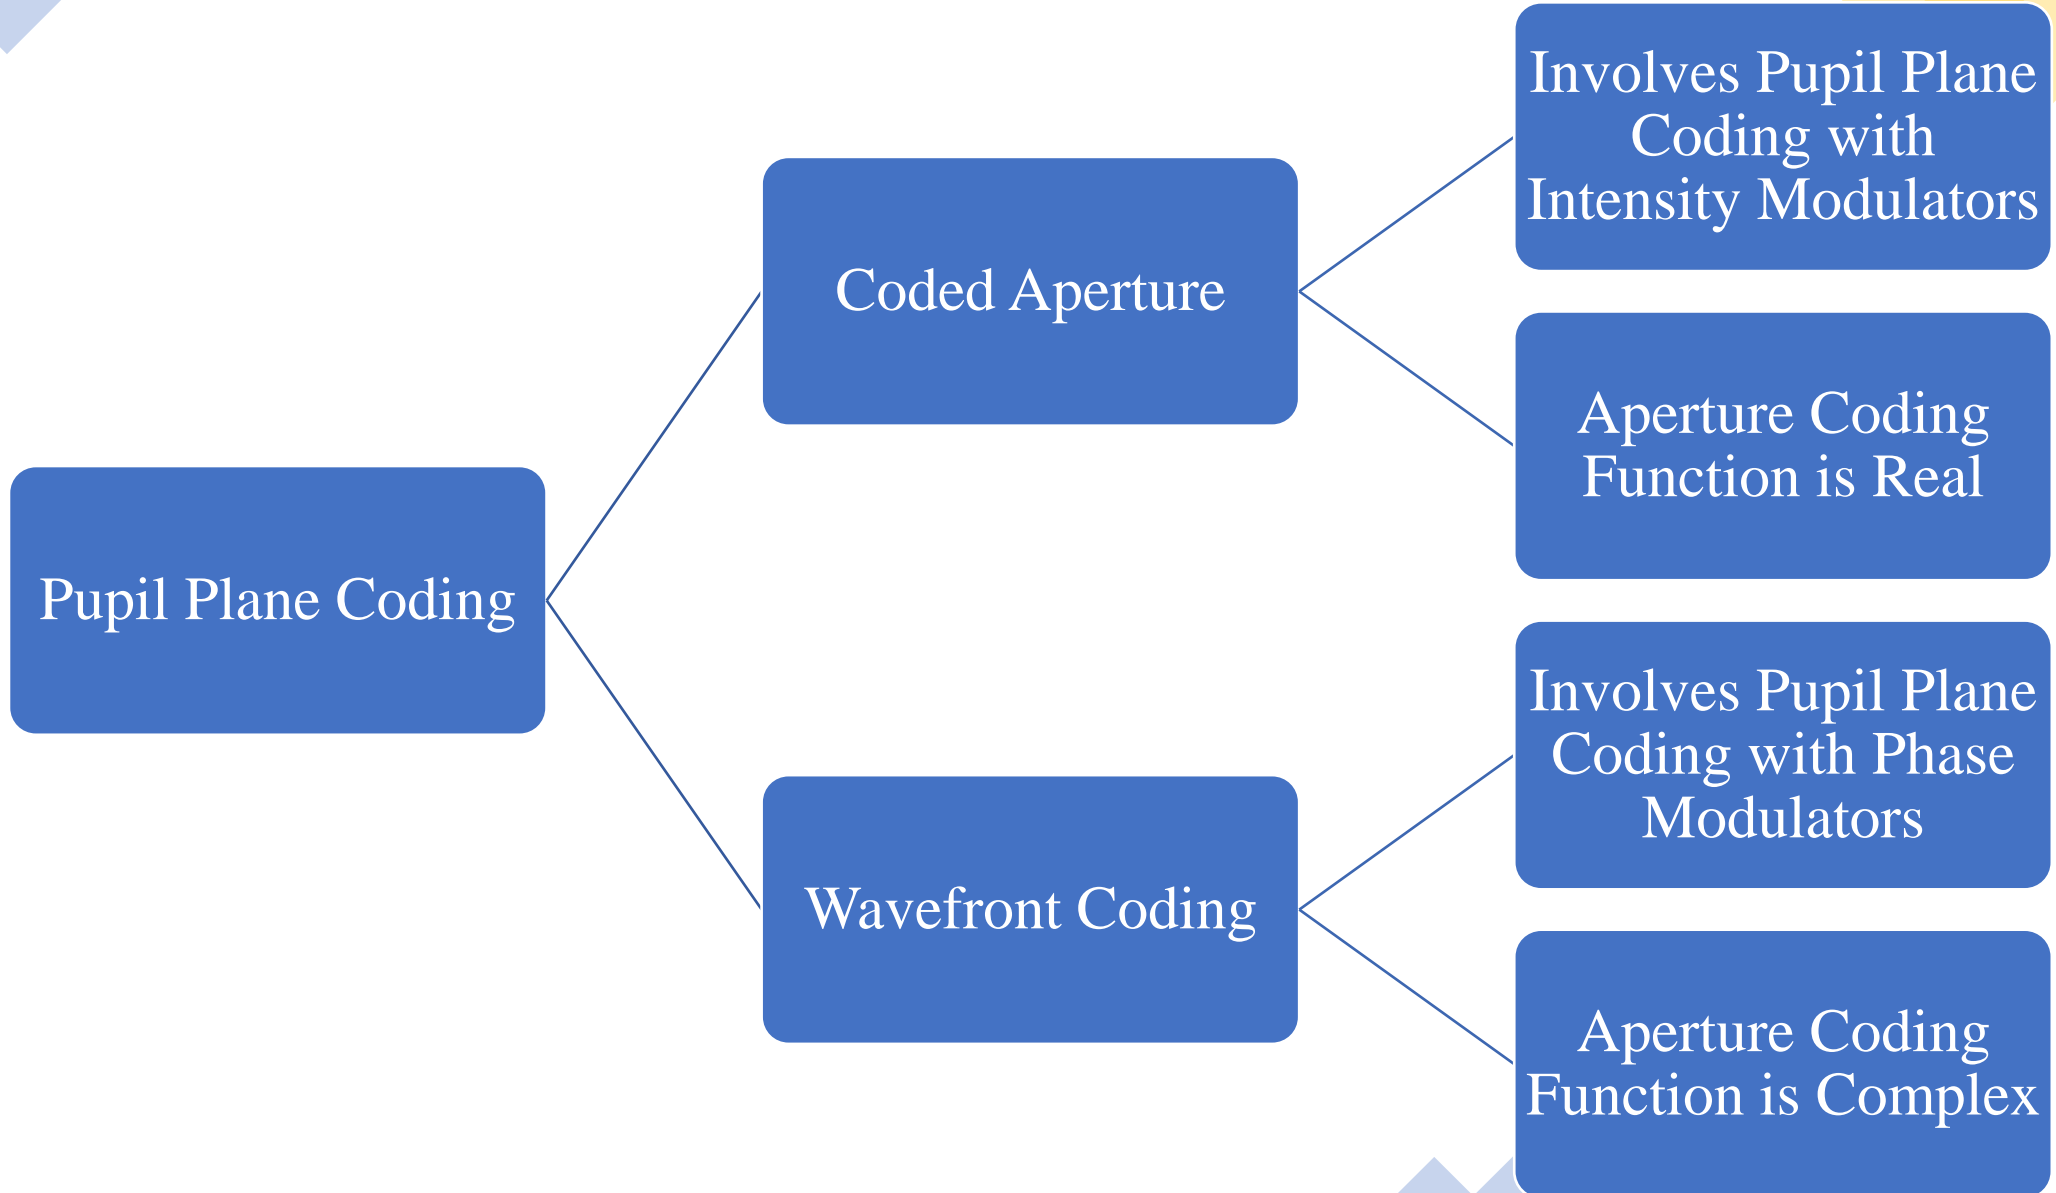 Pupil Plane Coding
Coded Aperture
Involves Pupil Plane
Coding with
Intensity Modulators
Aperture Coding
Function is Real
Wavefront Coding
Involves Pupil Plane
Coding with Phase
Modulators
Aperture Coding
Function is Complex